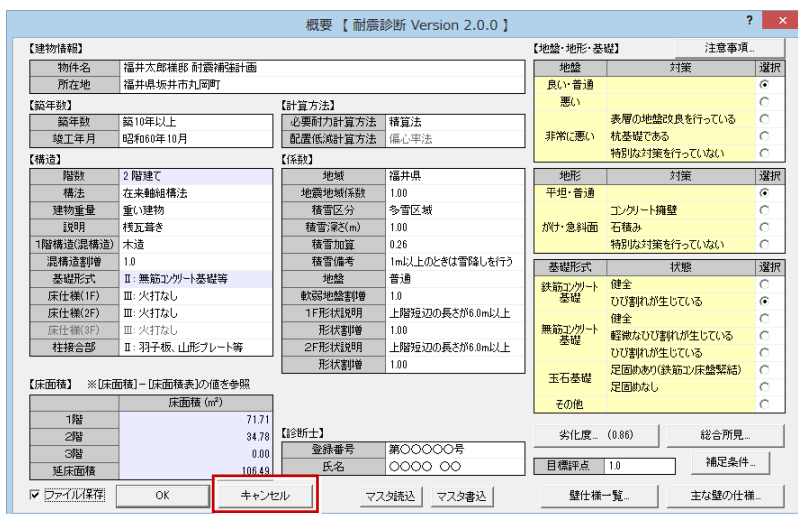 概要 【 耐震診断 Version 2.0.0 】
? ×
【建物情報】
物件名 福井太郎様邸 耐震補強計画
所在地 福井県坂井市丸岡町
【築年数】
築年数 築10年以上
竣工年月 昭和60年10月
【計算方法】
必要耐力計算方法 精算法
配置低減計算方法 偏心率法
【構造】
階数 2 階建て
構法 在来軸組構法
建物重量 重い建物
説明 桟瓦葺き
1階構造(混構造) 木造
混構造割増 1.0
基礎形式 Ⅱ: 無筋コンクリート基礎等
床仕様(1F) Ⅲ: 火打なし
床仕様(2F) Ⅲ: 火打なし
床仕様(3F) Ⅲ: 火打なし
柱接合部 Ⅱ: 羽子板、山形プレート等
【係数】
地域 福井県
地震地域係数 1.00
積雪区分 多雪区域
積雪深さ(m) 1.00
積雪加算 0.26
積雪備考 1m以上のときは雪降しを行う
地盤 普通
軟弱地盤割増 1.0
1F形状説明 上階短辺の長さが6.0m以上
形状割増 1.00
2F形状説明 上階短辺の長さが6.0m以上
形状割増 1.00
【床面積】 ※[床面積]-[床面積表]の値を参照
床面積 (m²)
1階 71.71
2階 34.78
3階 0.00
延床面積 106.49
【診断士】
登録番号 第○○○○○号
氏名 ○○○○ ○○
【地盤・地形・基礎】
注意事項...
地盤 対策 選択
良い・普通
悪い
非常に悪い
表層の地盤改良を行っている
杭基礎である
特別な対策を行っていない
地形 対策 選択
平坦・普通
がけ・急斜面
コンクリート擁壁
石積み
特別な対策を行っていない
基礎形式 状態 選択
鉄筋コンクリート
基礎
健全
ひび割れが生じている
無筋コンクリート
基礎
健全
軽微なひび割れが生じている
ひび割れが生じている
玉石基礎
足固めあり(鉄筋コン床盤緊結)
足固めなし
その他
劣化度... (0.86)
総合所見...
目標評点 1.0
補足条件...
ファイル保存
OK
キャンセル
マスタ読込
マスタ書込
壁仕様一覧...
主な壁の仕様...